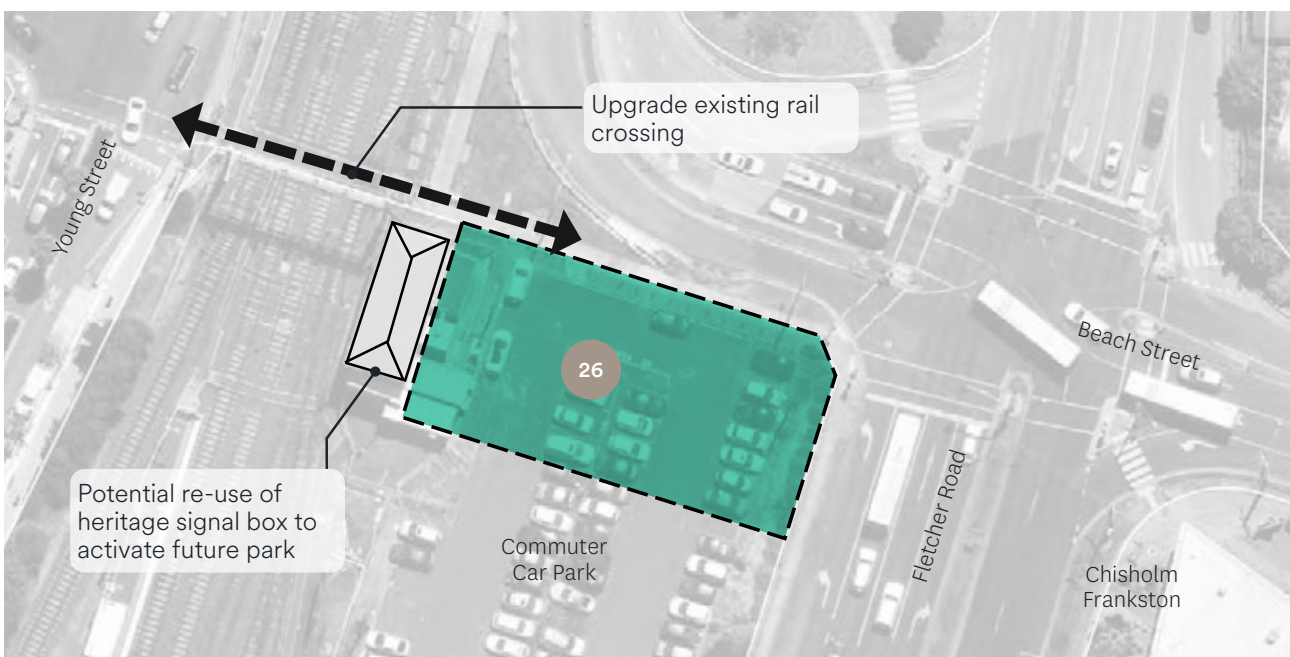 Upgrade existing rail
crossing
Young Street
26
Beach Street
Potential re-use of
heritage signal box to
activate future park
Commuter
Car Park
Fletcher Road
Chisholm
Frankston